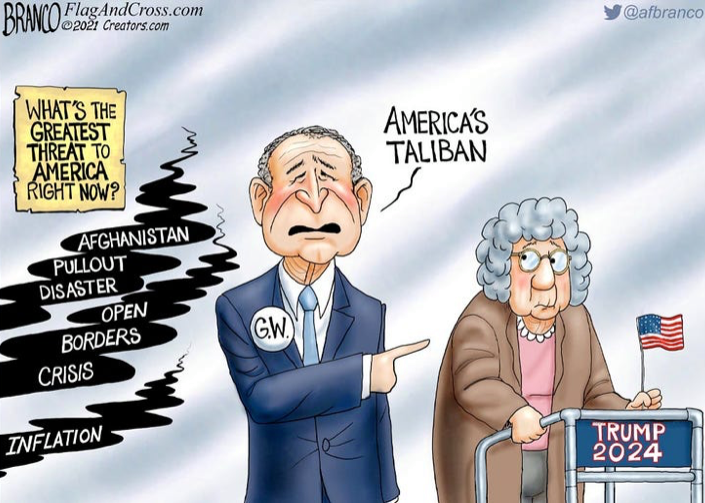 BRANCO FlagAndCross.com
©2021 Creators.com
@afbranco
WHAT'S THE
GREATEST
THREAT TO
AMERICA
RIGHT NOW?
AMERICA'S
TALIBAN
AFGHANISTAN
PULLOUT
DISASTER
OPEN
BORDERS
CRISIS
INFLATION
G.W.
TRUMP
2024